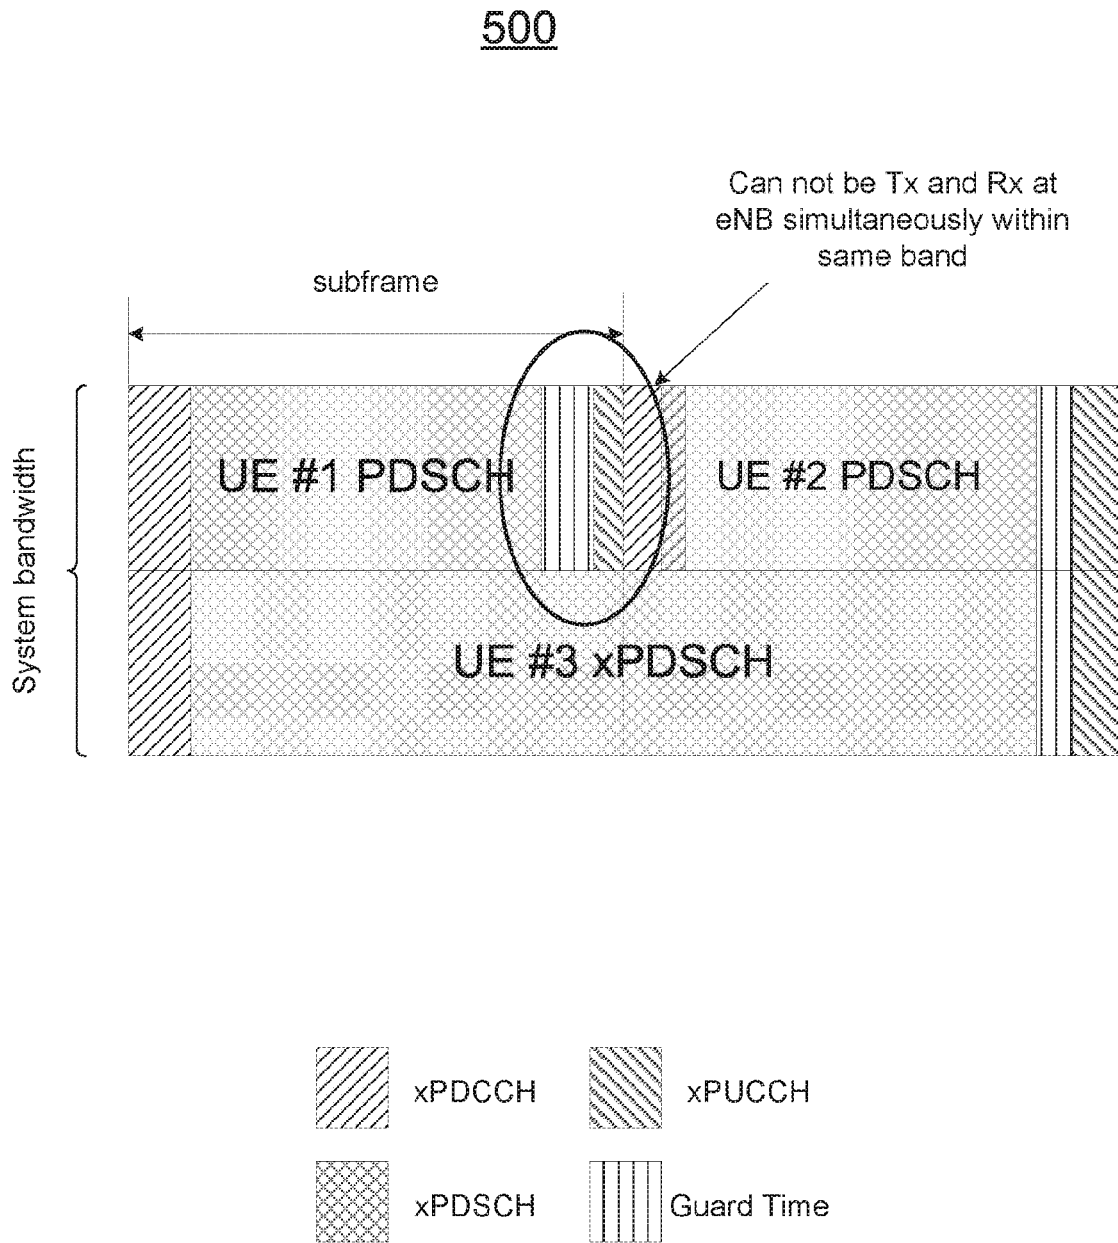 500
Can not be Tx and Rx at
eNB simultaneously within
same band
subframe
System bandwidth
UE #1 PDSCH
UE #2 PDSCH
UE #3 xPDSCH
xPDCCH
xPUCCH
xPDSCH
Guard Time